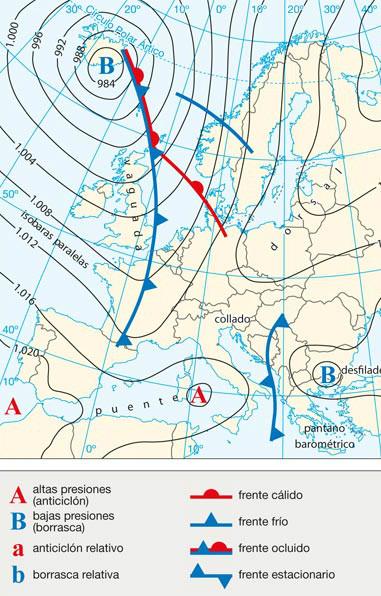 30°
20°
10°
0°
10°
20°
30°
Círculo Polar Ártico
1,000
996
992
988
B
984
1,004
1,008
isobaras paralelas
1,012
1,016
1,020
50°
40°
10°
vaguada
dorsal
collado
desfilado
B
A
puente
A
pantano
barométrico
0°
10°
A altas presiones
(anticiclón)
B bajas presiones
(borrasca)
a anticiclón relativo
b borrasca relativa
frente cálido
frente frío
frente ocluido
frente estacionario